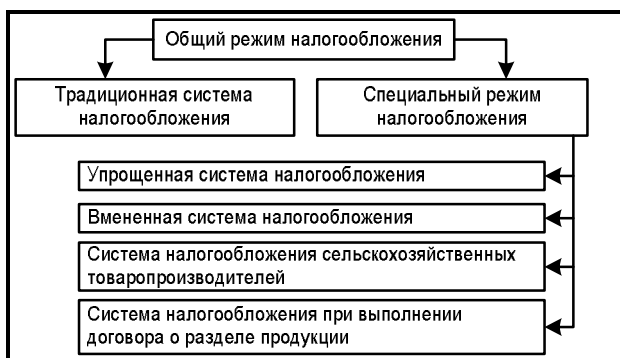 Общий режим налогообложения
Традиционная система
налогообложения
Специальный режим
налогообложения
Упрощенная система налогообложения
Вмененная система налогообложения
Система налогообложения сельскохозяйственных
товаропроизводителей
Система налогообложения при выполнении
договора о разделе продукции